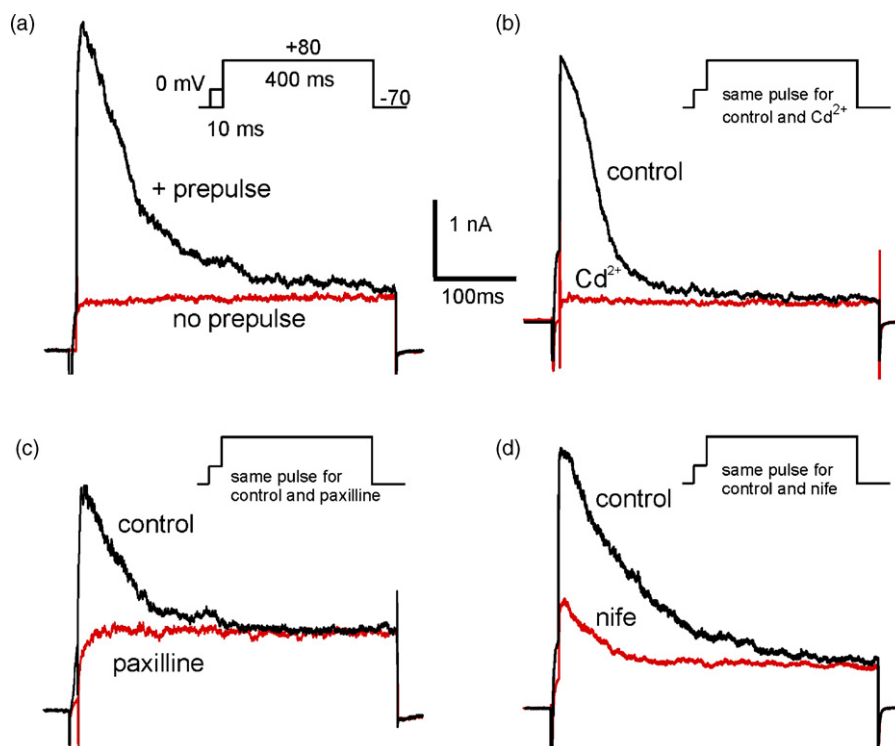 (a)
+80
0 mV
400 ms
-70
10 ms
+ prepulse
no prepulse
1 nA
100ms
(b)
same pulse for
control and Cd²⁺
control
Cd²⁺
(c)
same pulse for
control and paxilline
control
paxilline
(d)
same pulse for
control and nife
control
nife